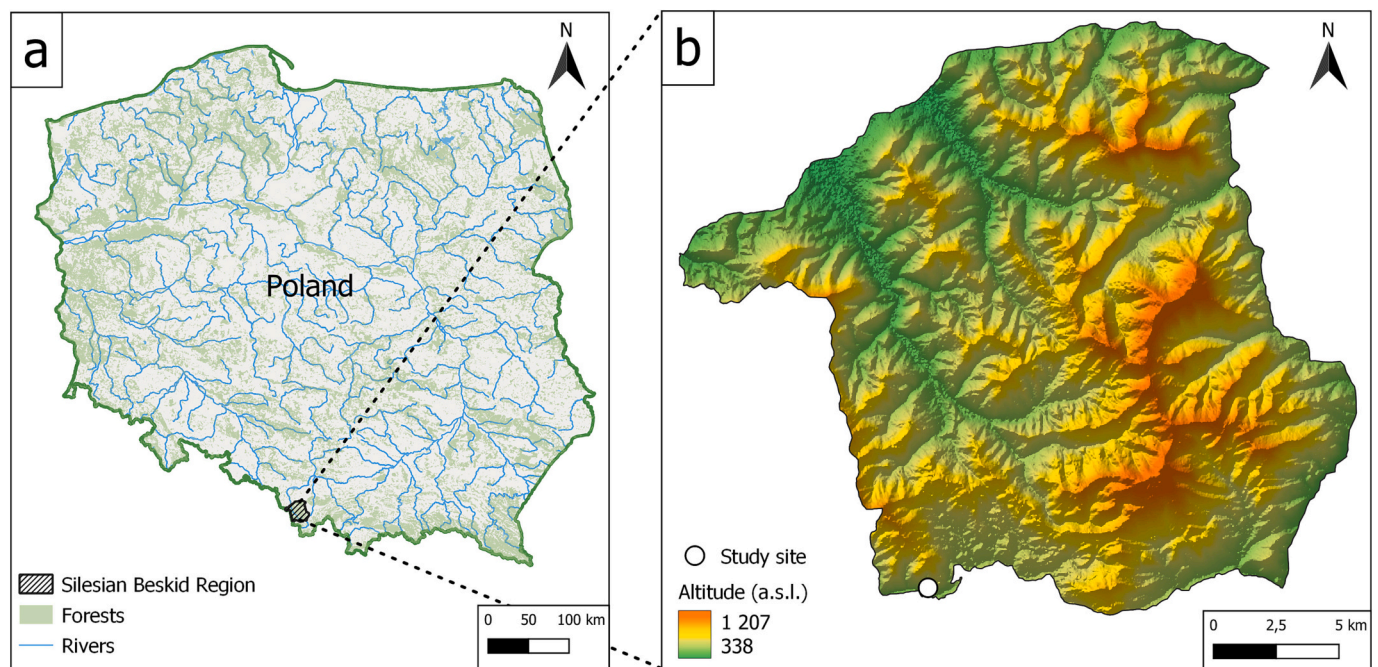 a
N
Poland
Silesian Beskid Region
Forests
Rivers
0 50 100 km
b
N
Study site
Altitude (a.s.l.)
1 207
338
0 2,5 5 km